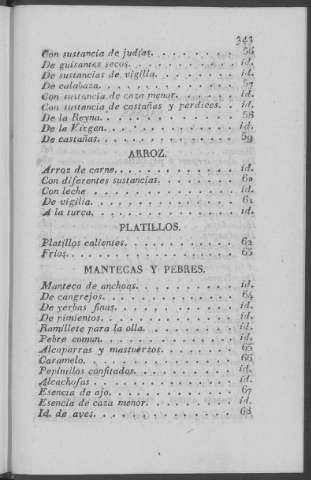 343
Con sustancia de judías. . . . . . . . 56
De guisantes secos. . . . . . . . . . id.
De sustancias de vigilia. . . . . . . . id.
De calabaza. . . . . . . . . . . . . 57
Con sustancia de caza menor. . . . . . id.
Con sustancia de castañas y perdices. . id.
De la Reyna. . . . . . . . . . . . . 58
De la Virgen. . . . . . . . . . . . . id.
De castañas. . . . . . . . . . . . . 59
ARROZ.
Arroz de carne. . . . . . . . . . . . id.
Con diferentes sustancias. . . . . . . 60
Con leche . . . . . . . . . . . . . . id.
De vigilia. . . . . . . . . . . . . . 61
A la turca. . . . . . . . . . . . . . id.
PLATILLOS.
Platillos calientes. . . . . . . . . . . 62
Frios. . . . . . . . . . . . . . . . 63
MANTECAS Y PEBRES.
Manteca de anchoas. . . . . . . . . . id.
De cangrejos. . . . . . . . . . . . . 64
De yerbas finas. . . . . . . . . . . . id.
De pimientos. . . . . . . . . . . . . id.
Ramillete para la olla. . . . . . . . . id.
Pebre comun. . . . . . . . . . . . . id.
Alcaparras y mastuerzos. . . . . . . . 65
Caramelo. . . . . . . . . . . . . . 66
Pepinillos confitados. . . . . . . . . . id.
Alcachofas . . . . . . . . . . . . . id.
Esencia de ajo. . . . . . . . . . . . 67
Esencia de caza menor. . . . . . . . . id.
Id. de aves. . . . . . . . . . . . . . 68